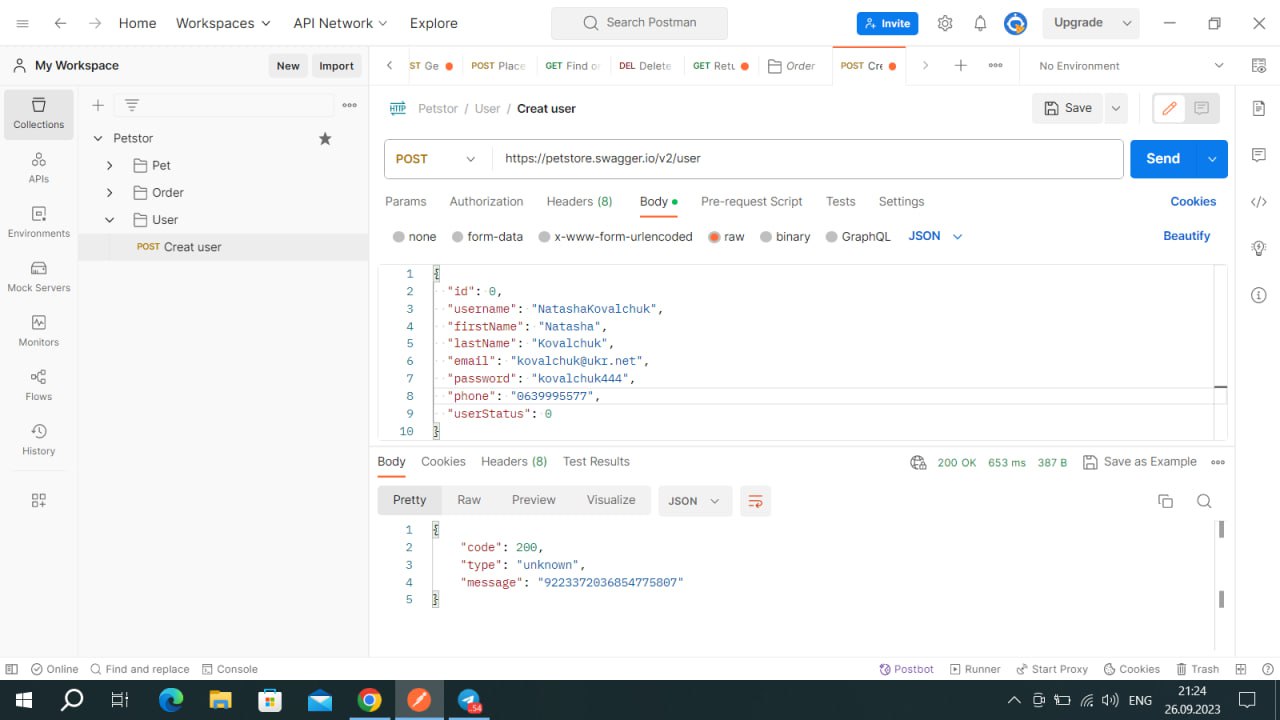 Home Workspaces API Network Explore Search Postman Invite Upgrade
My Workspace New Import ST Ge POST Place GET Find or DEL Delete GET Retu Order POST Cre No Environment
Collections
APIs
Environments
Mock Servers
Monitors
Flows
History
Petstor
Pet
Order
User
POST Creat user
HTTP Petstor / User / Creat user Save
POST https://petstore.swagger.io/v2/user Send
Params Authorization Headers (8) Body Pre-request Script Tests Settings Cookies
none form-data x-www-form-urlencoded raw binary GraphQL JSON Beautify
1 {
2 "id": 0,
3 "username": "NatashaKovalchuk",
4 "firstName": "Natasha",
5 "lastName": "Kovalchuk",
6 "email": "kovalchuk@ukr.net",
7 "password": "kovalchuk444",
8 "phone": "0639995577",
9 "userStatus": 0
10 }
Body Cookies Headers (8) Test Results 200 OK 653 ms 387 B Save as Example
Pretty Raw Preview Visualize JSON
1 {
2 "code": 200,
3 "type": "unknown",
4 "message": "9223372036854775807"
5 }
Online Find and replace Console Postbot Runner Start Proxy Cookies Trash
54 ENG 21:24
26.09.2023